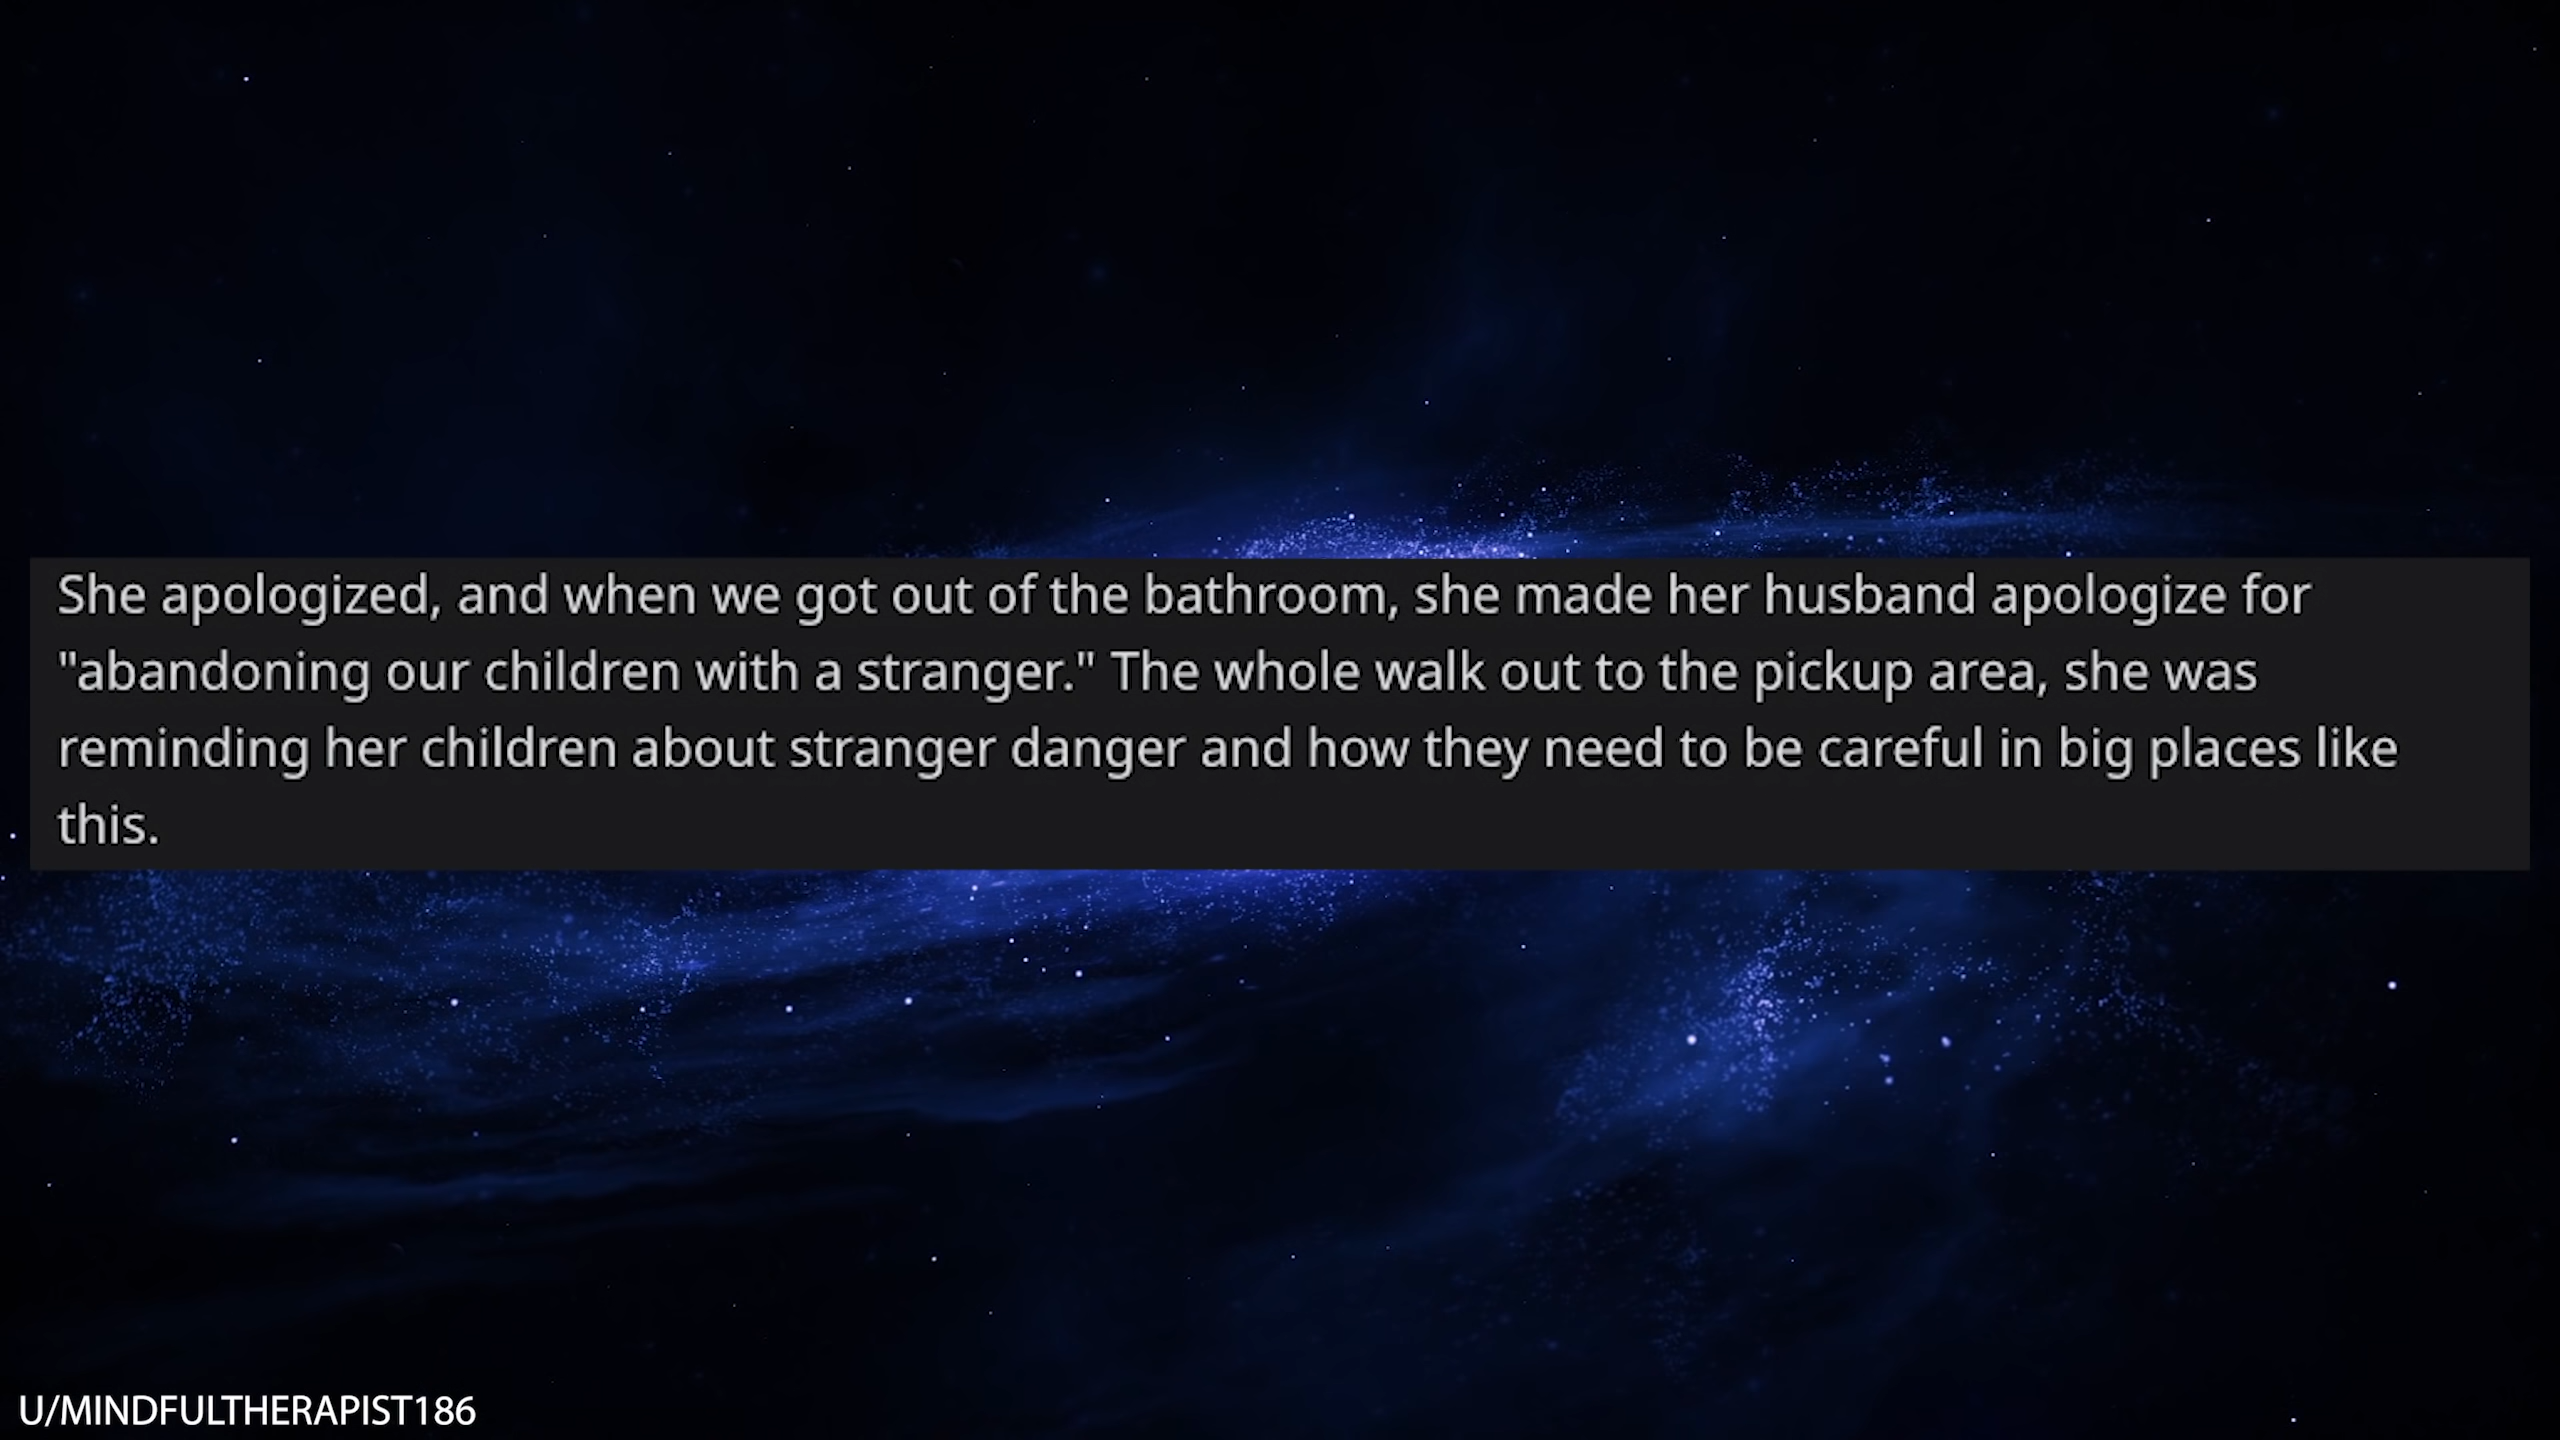 She apologized, and when we got out of the bathroom, she made her husband apologize for
"abandoning our children with a stranger." The whole walk out to the pickup area, she was
reminding her children about stranger danger and how they need to be careful in big places like
this.
U/MINDFULTHERAPIST186